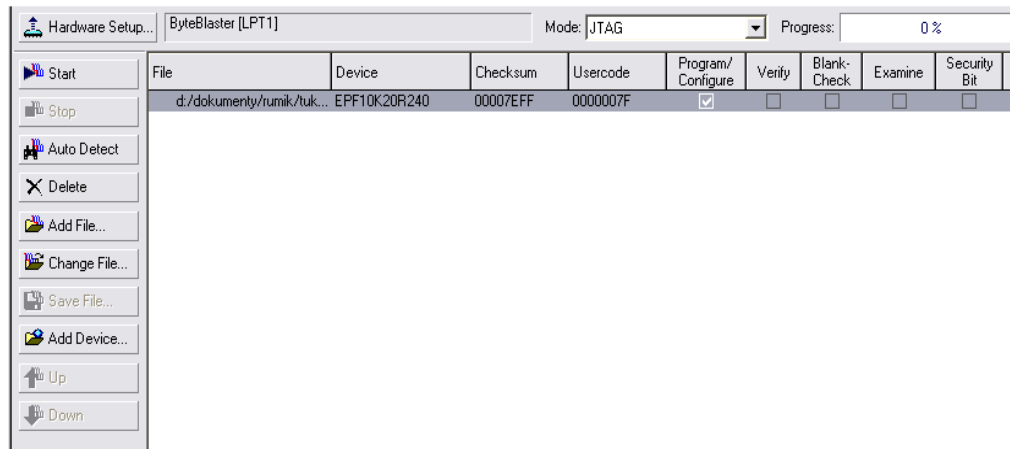 Hardware Setup... ByteBlaster [LPT1] Mode: JTAG Progress: 0 %
Start
Stop
Auto Detect
Delete
Add File...
Change File...
Save File...
Add Device...
Up
Down
File Device Checksum Usercode Program/ Configure Verify Blank- Check Examine Security Bit
d:/dokumenty/rumik/tuk... EPF10K20R240 00007EFF 0000007F